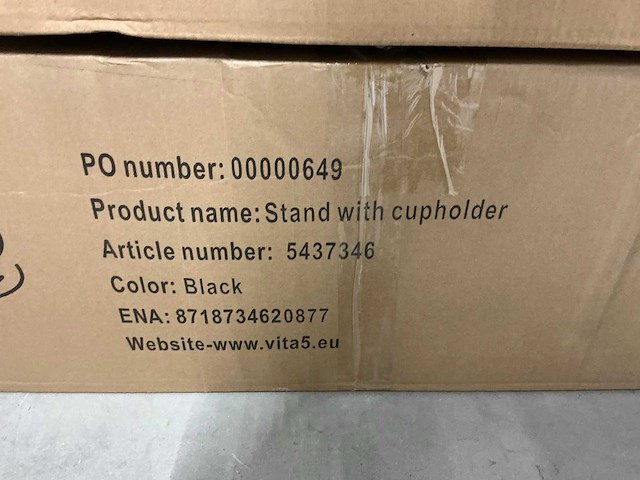 PO number: 00000649
Product name: Stand with cupholder
Article number: 5437346
Color: Black
ENA: 8718734620877
Website-www.vita5.eu